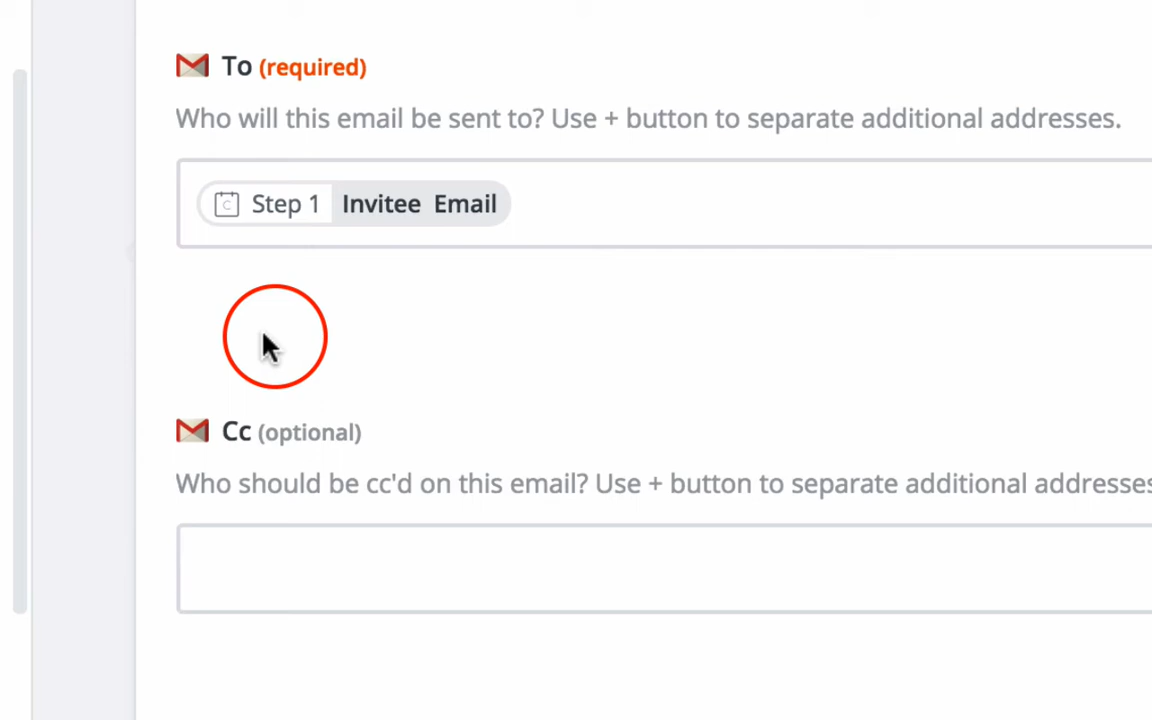 To (required)
Who will this email be sent to? Use + button to separate additional addresses.
Step 1 Invitee Email
Cc (optional)
Who should be cc'd on this email? Use + button to separate additional addresses